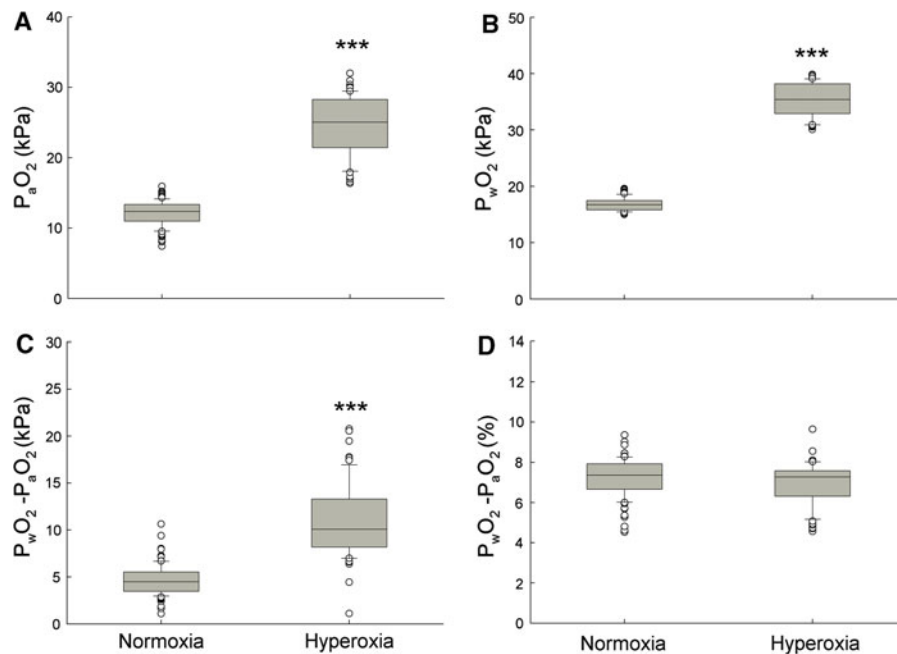 A
40
30
20
10
0
PaO2 (kPa)
***
B
50
40
30
20
10
0
PwO2 (kPa)
***
C
30
25
20
15
10
5
0
PwO2 -PaO2 (kPa)
***
Normoxia
Hyperoxia
D
14
12
10
8
6
4
2
0
PwO2 -PaO2 (%)
Normoxia
Hyperoxia